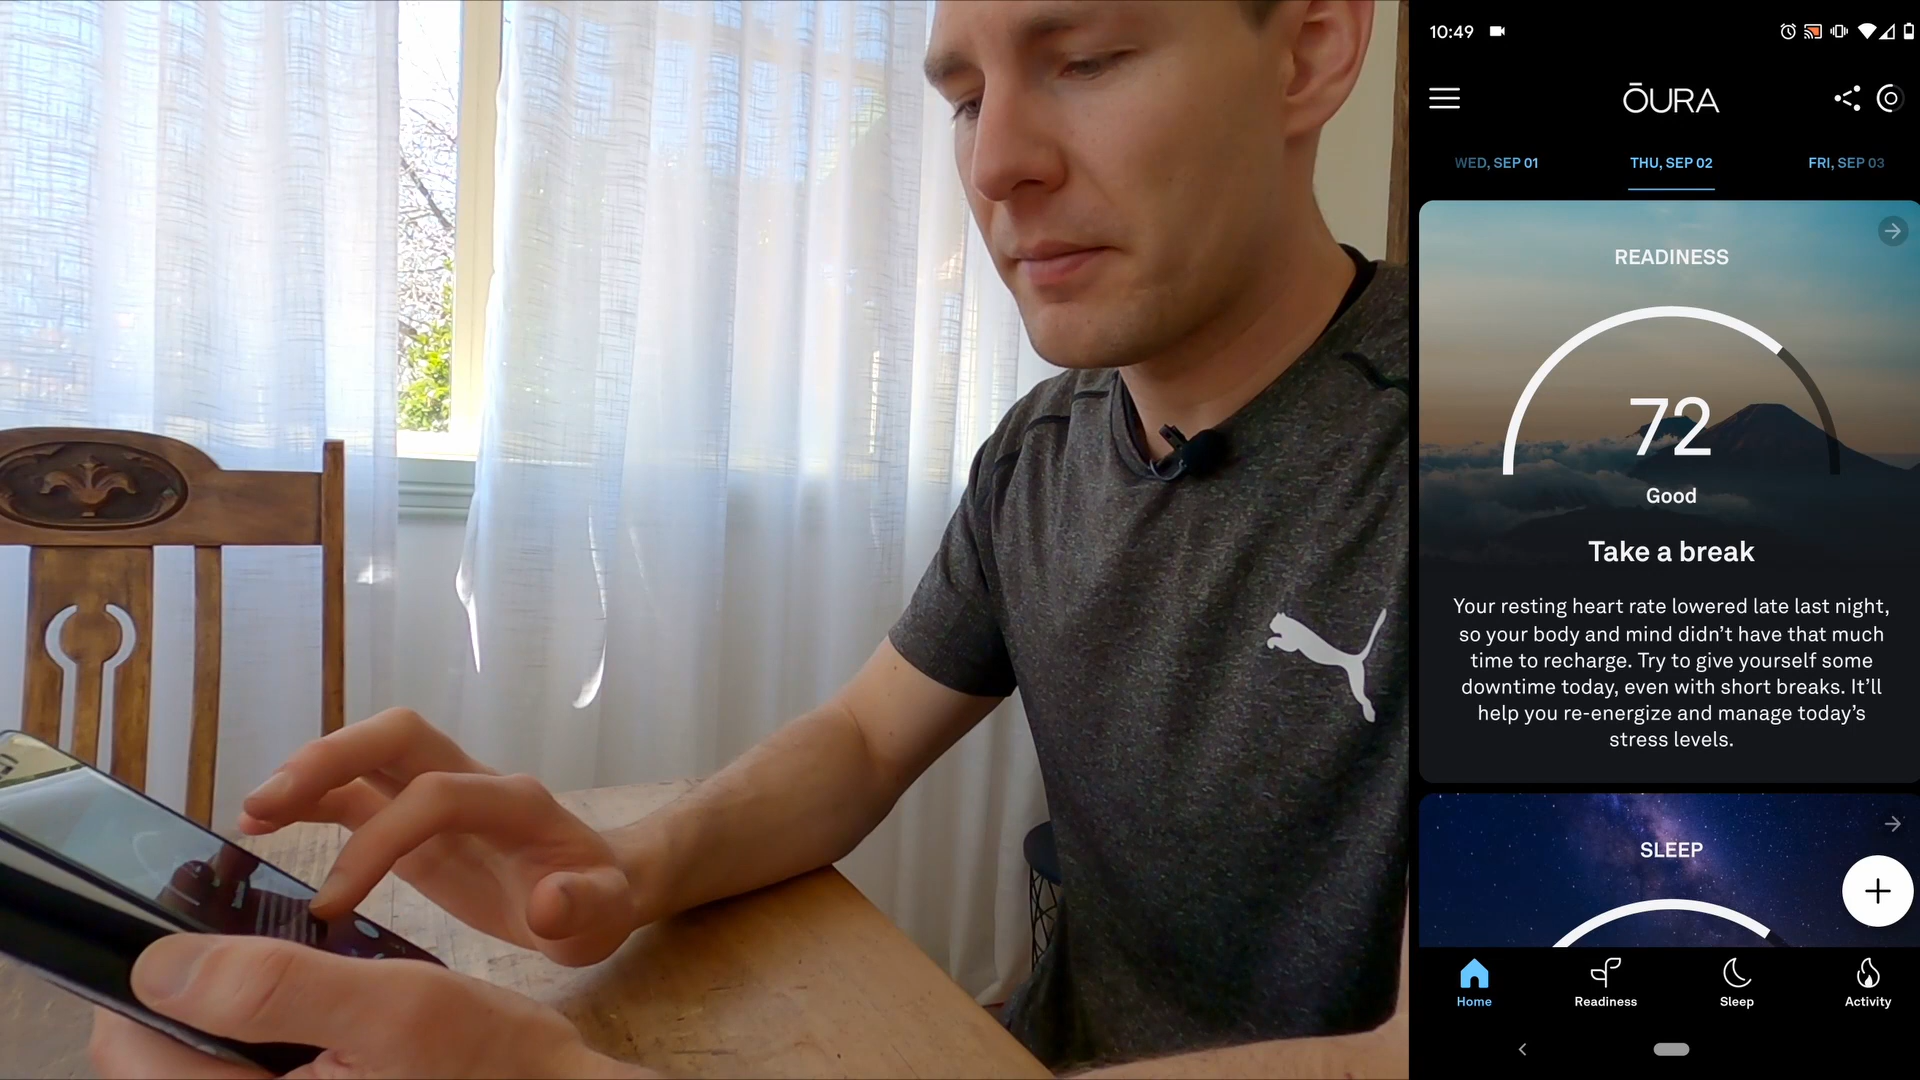 10:49
ŌURA
WED, SEP 01
THU, SEP 02
FRI, SEP 03
READINESS
72
Good
Take a break
Your resting heart rate lowered late last night,
so your body and mind didn’t have that much
time to recharge. Try to give yourself some
downtime today, even with short breaks. It’ll
help you re-energize and manage today’s
stress levels.
SLEEP
Home
Readiness
Sleep
Activity